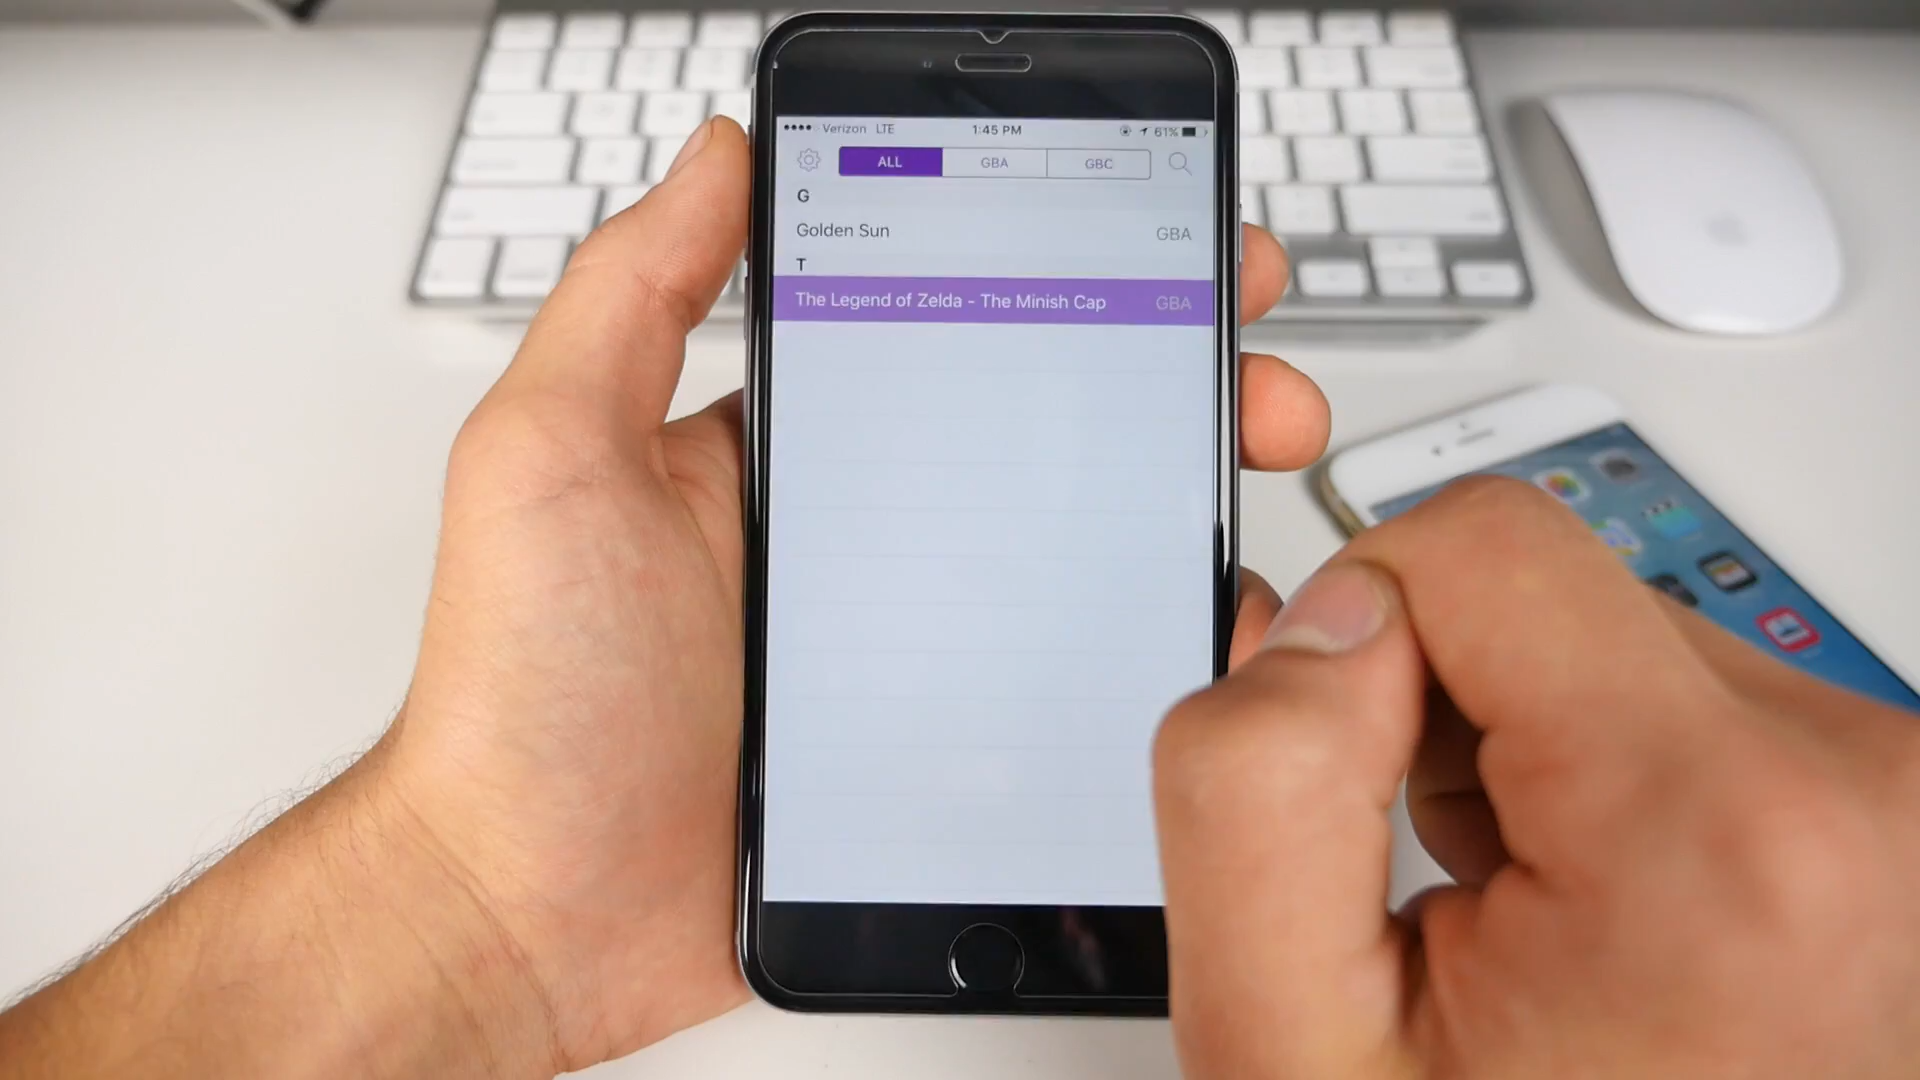 Verizon LTE 1:45 PM 61%
ALL GBA GBC
G
Golden Sun GBA
T
The Legend of Zelda - The Minish Cap GBA